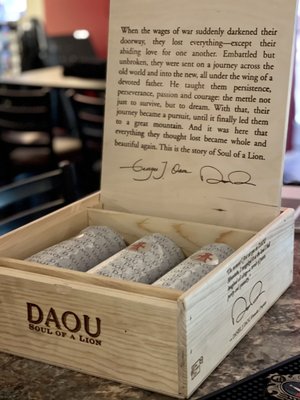 When the wages of war suddenly darkened their
doorway, they lost everything—except their
abiding love for one another. Embattled but
unbroken, they were sent on a journey across the
old world and into the new, all under the wing of a
devoted father. He taught them persistence,
perseverance, passion and courage: the mettle not
just to survive, but to dream. With that, their
journey became a pursuit, until it finally led them
to a great mountain. And it was here that
everything they thought lost became whole and
beautiful again. This is the story of Soul of a Lion.
DAOU
SOUL OF A LION